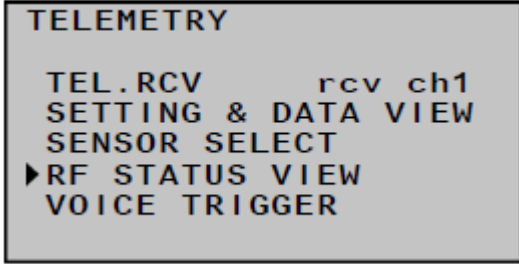 TELEMETRY
TEL.RCV rcv ch1
SETTING & DATA VIEW
SENSOR SELECT
▶RF STATUS VIEW
VOICE TRIGGER